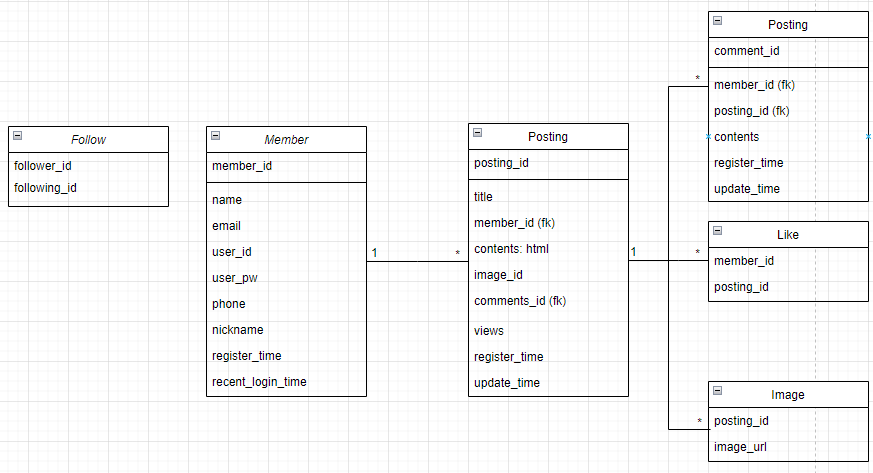 Follow
follower_id
following_id
Member
member_id
name
email
user_id
user_pw
phone
nickname
register_time
recent_login_time
1
*
Posting
posting_id
title
member_id (fk)
contents: html
image_id
comments_id (fk)
views
register_time
update_time
1
*
Posting
comment_id
member_id (fk)
posting_id (fk)
contents
register_time
update_time
*
Like
member_id
posting_id
*
Image
posting_id
image_url